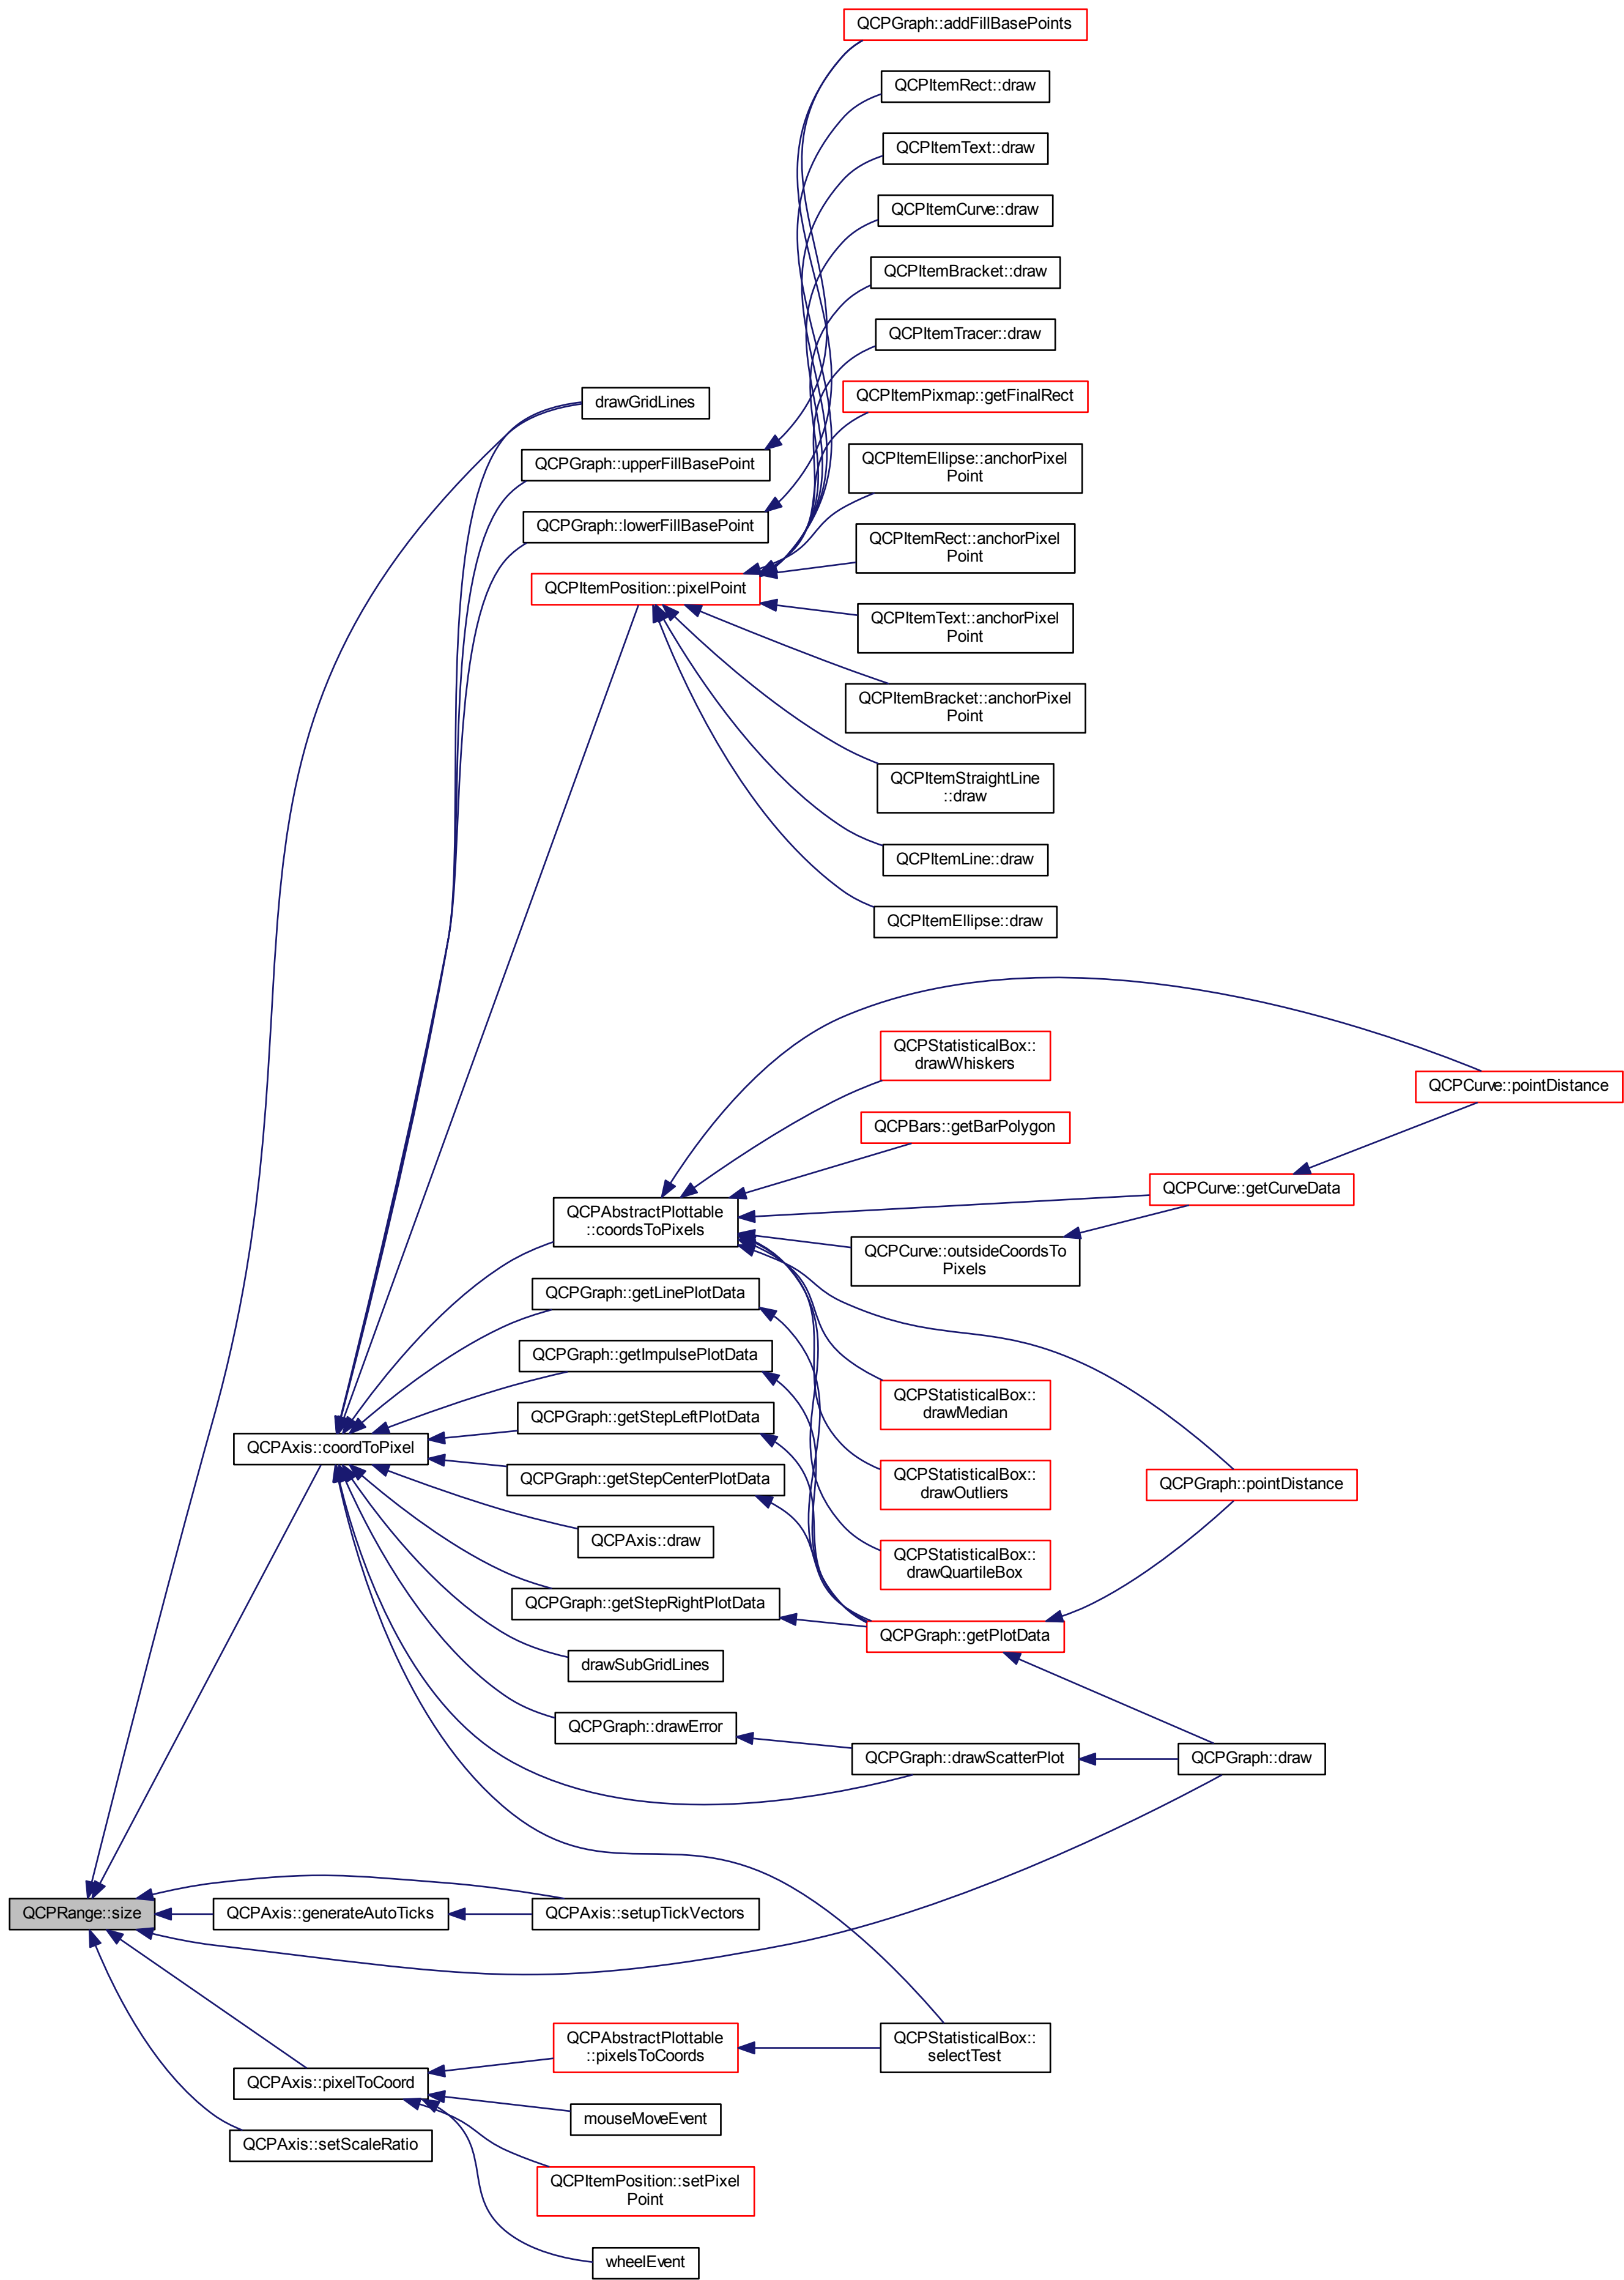 QCPGraph::addFillBasePoints
QCPItemRect::draw
QCPItemText::draw
QCPItemCurve::draw
QCPItemBracket::draw
QCPItemTracer::draw
drawGridLines
QCPItemPixmap::getFinalRect
QCPGraph::upperFillBasePoint
QCPItemEllipse::anchorPixel
Point
QCPGraph::lowerFillBasePoint
QCPItemRect::anchorPixel
Point
QCPItemPosition::pixelPoint
QCPItemText::anchorPixel
Point
QCPItemBracket::anchorPixel
Point
QCPItemStraightLine
::draw
QCPItemLine::draw
QCPItemEllipse::draw
QCPStatisticalBox::
drawWhiskers
QCPCurve::pointDistance
QCPBars::getBarPolygon
QCPCurve::getCurveData
QCPAbstractPlottable
::coordsToPixels
QCPCurve::outsideCoordsTo
Pixels
QCPGraph::getLinePlotData
QCPGraph::getImpulsePlotData
QCPStatisticalBox::
drawMedian
QCPGraph::getStepLeftPlotData
QCPAxis::coordToPixel
QCPGraph::getStepCenterPlotData
QCPStatisticalBox::
drawOutliers
QCPGraph::pointDistance
QCPAxis::draw
QCPStatisticalBox::
drawQuartileBox
QCPGraph::getStepRightPlotData
QCPGraph::getPlotData
drawSubGridLines
QCPGraph::drawError
QCPGraph::drawScatterPlot
QCPGraph::draw
QCPRange::size
QCPAxis::generateAutoTicks
QCPAxis::setupTickVectors
QCPAbstractPlottable
::pixelsToCoords
QCPStatisticalBox::
selectTest
QCPAxis::pixelToCoord
mouseMoveEvent
QCPAxis::setScaleRatio
QCPItemPosition::setPixel
Point
wheelEvent